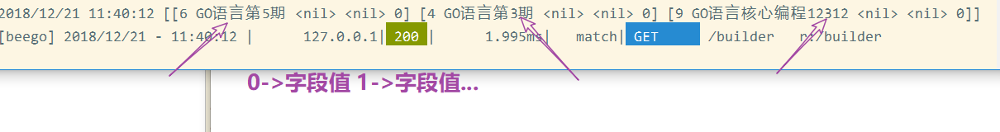 2018/12/21 11:40:12 [[6 GO语言第5期 <nil> <nil> 0] [4 GO语言第3期 <nil> <nil> 0] [9 GO语言核心编程12312 <nil> <nil> 0]]
[beego] 2018/12/21 - 11:40:12 | 127.0.0.1| 200 | 1.995ms| match| GET /builder r:/builder
0->字段值 1->字段值...